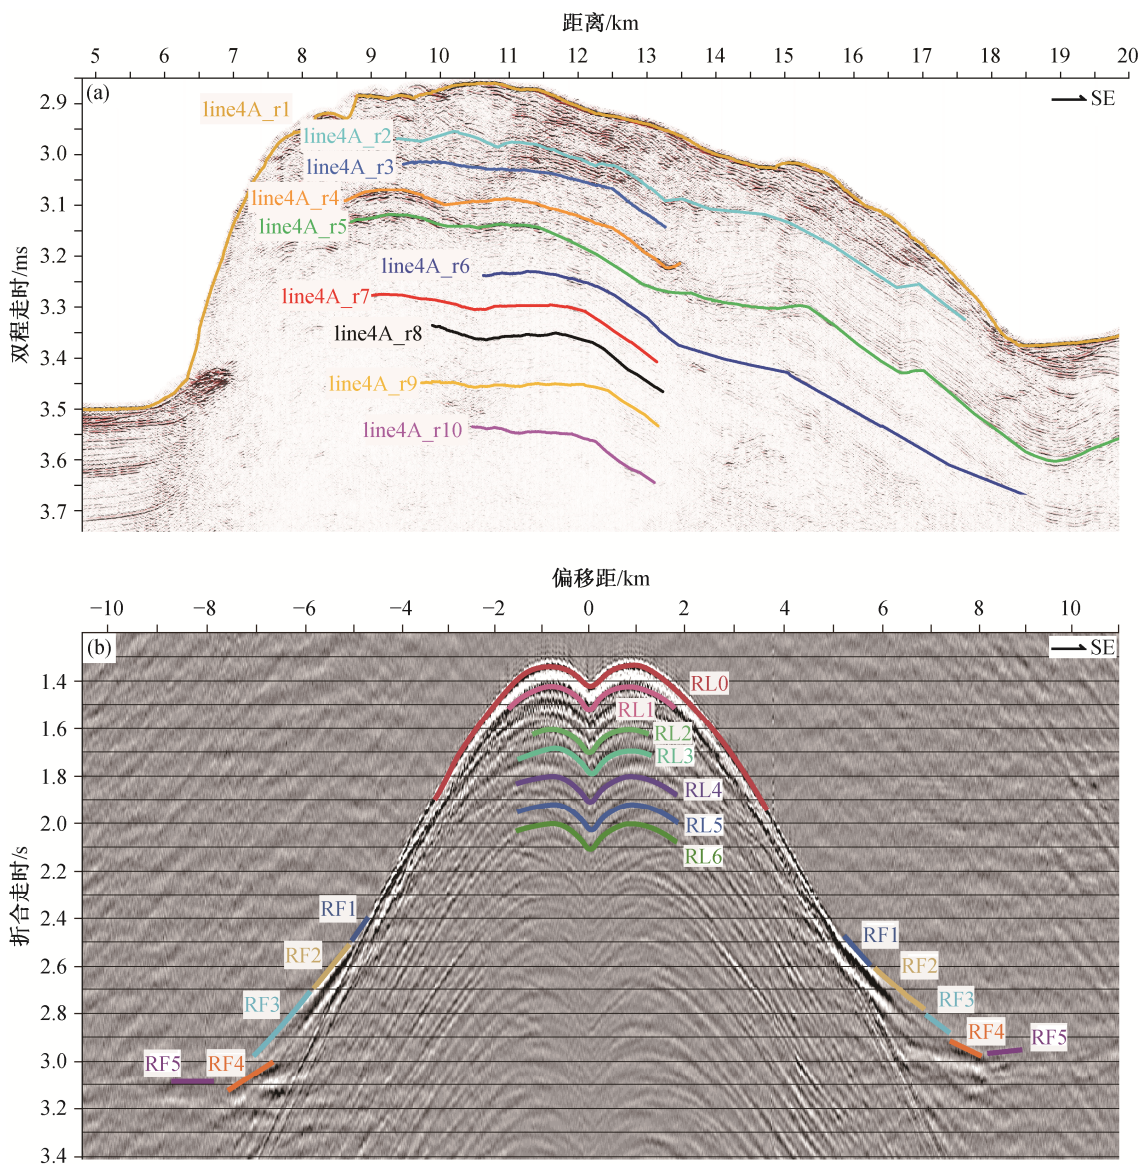 距离/km
5 6 7 8 9 10 11 12 13 14 15 16 17 18 19 20
(a)
SE
双程走时/ms
2.9
3.0
3.1
3.2
3.3
3.4
3.5
3.6
3.7
line4A_r1
line4A_r2
line4A_r3
line4A_r4
line4A_r5
line4A_r6
line4A_r7
line4A_r8
line4A_r9
line4A_r10
偏移距/km
−10 −8 −6 −4 −2 0 2 4 6 8 10
(b)
SE
折合走时/s
1.4
1.6
1.8
2.0
2.2
2.4
2.6
2.8
3.0
3.2
3.4
RL0
RL1
RL2
RL3
RL4
RL5
RL6
RF1
RF2
RF3
RF4
RF5
RF1
RF2
RF3
RF4
RF5